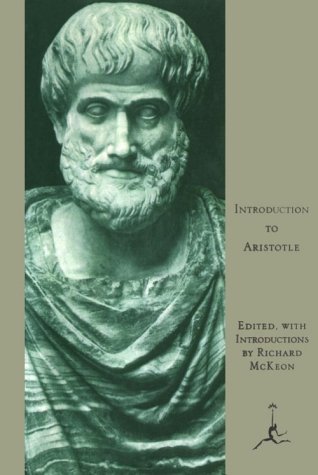 INTRODUCTION
TO
ARISTOTLE
EDITED, WITH
INTRODUCTIONS
BY RICHARD
MCKEON